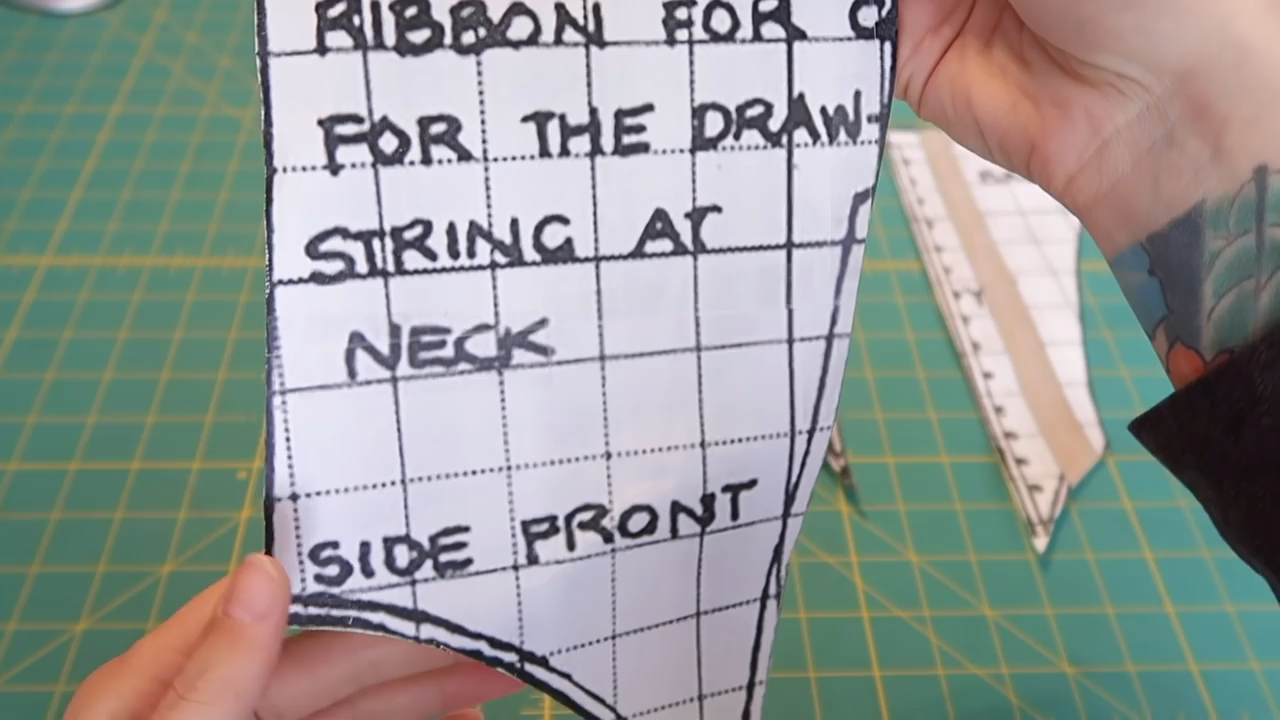 RIBBON FOR
FOR THE DRAW-
STRING AT
NECK
SIDE FRONT